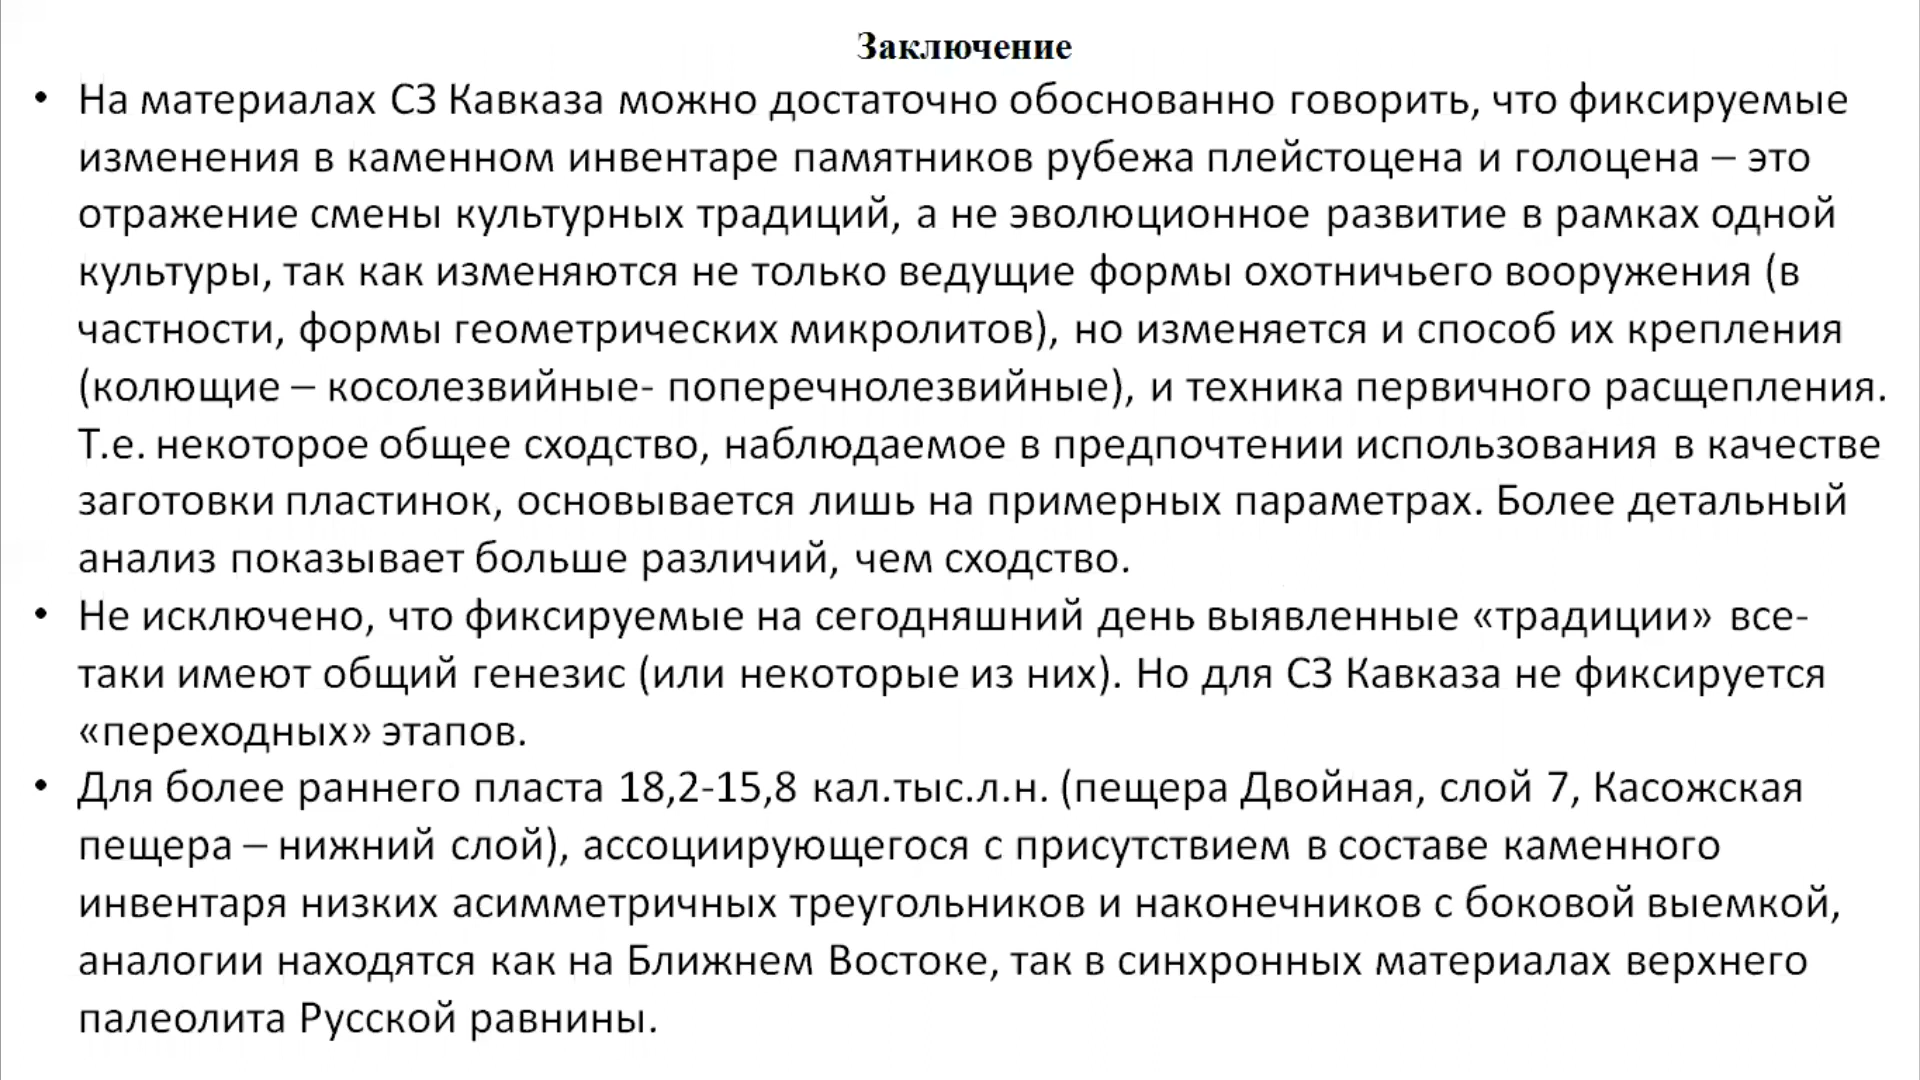 Заключение
• На материалах СЗ Кавказа можно достаточно обоснованно говорить, что фиксируемые
изменения в каменном инвентаре памятников рубежа плейстоцена и голоцена – это
отражение смены культурных традиций, а не эволюционное развитие в рамках одной
культуры, так как изменяются не только ведущие формы охотничьего вооружения (в
частности, формы геометрических микролитов), но изменяется и способ их крепления
(колющие – косолезвийные- поперечнолезвийные), и техника первичного расщепления.
Т.е. некоторое общее сходство, наблюдаемое в предпочтении использования в качестве
заготовки пластинок, основывается лишь на примерных параметрах. Более детальный
анализ показывает больше различий, чем сходство.
• Не исключено, что фиксируемые на сегодняшний день выявленные «традиции» все-
таки имеют общий генезис (или некоторые из них). Но для СЗ Кавказа не фиксируется
«переходных» этапов.
• Для более раннего пласта 18,2-15,8 кал.тыс.л.н. (пещера Двойная, слой 7, Касожская
пещера – нижний слой), ассоциирующегося с присутствием в составе каменного
инвентаря низких асимметричных треугольников и наконечников с боковой выемкой,
аналогии находятся как на Ближнем Востоке, так в синхронных материалах верхнего
палеолита Русской равнины.